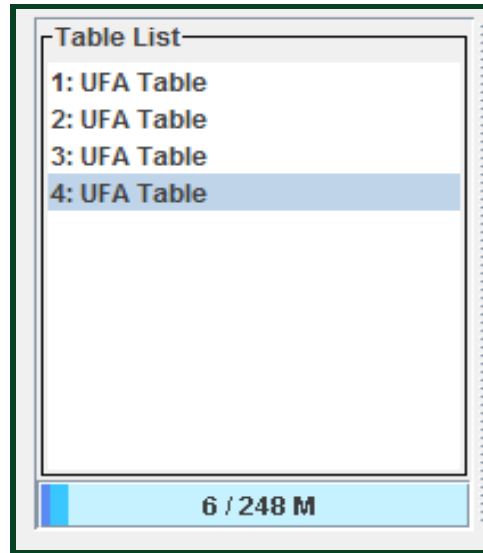 Table List
1: UFA Table
2: UFA Table
3: UFA Table
4: UFA Table
6 / 248 M